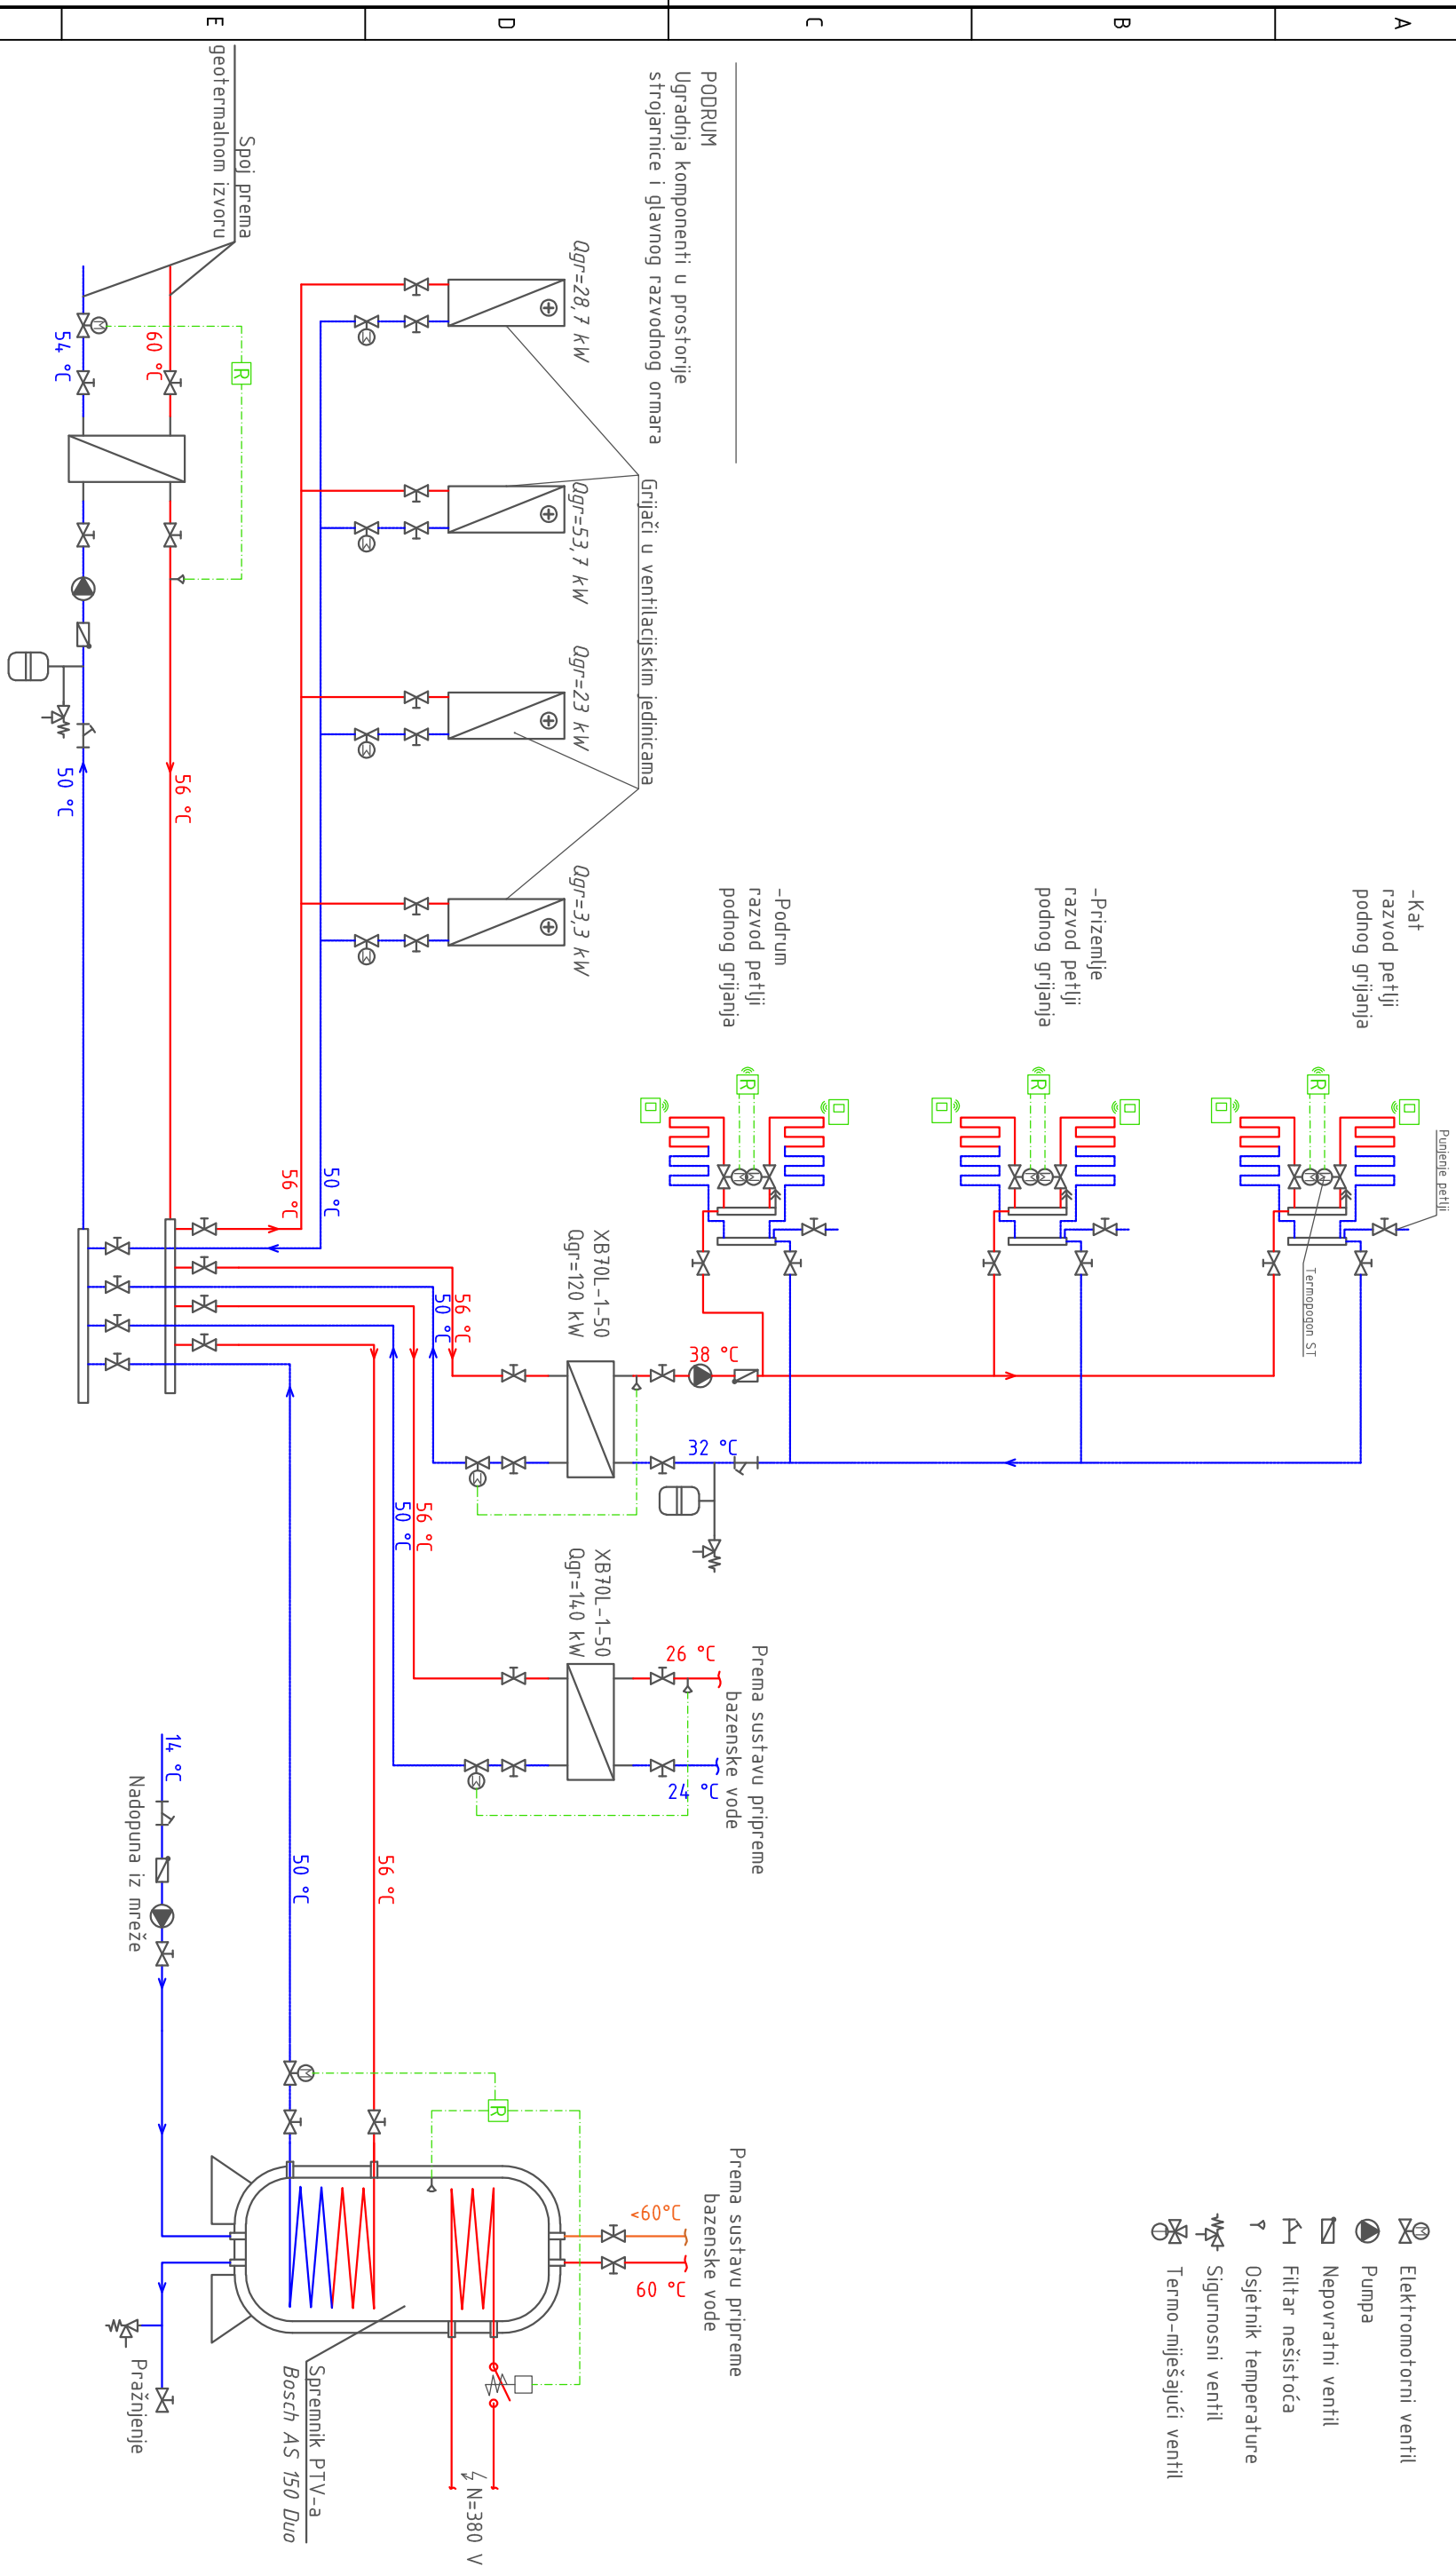 E
D
C
B
A
PODRUM
Ugradnja komponenti u prostorije
strojarnice i glavnog razvodnog ormara
Spoj prema
geotermalnom izvoru
60 °C
54 °C
R
56 °C
50 °C
Qgr=28,7 kW
Qgr=53,7 kW
Qgr=23 kW
Qgr=3,3 kW
Grijači u ventilacijskim jedinicama
M
M
M
M
M
-Kat
razvod petlji
podnog grijanja
-Prizemlje
razvod petlji
podnog grijanja
-Podrum
razvod petlji
podnog grijanja
R
R
R
M
M
M
M
M
M
Punjenje petlji
Termopogon ST
50 °C
56 °C
XB70L-1-50
Qgr=120 kW
56 °C
50 °C
38 °C
32 °C
M
56 °C
50 °C
XB70L-1-50
Qgr=140 kW
26 °C
24 °C
M
Prema sustavu pripreme
bazenske vode
56 °C
50 °C
14 °C
Nadopuna iz mreže
M
R
Prema sustavu pripreme
bazenske vode
<60°C
60 °C
Spremnik PTV-a
Bosch AS 150 Duo
N=380 V
Pražnjenje
M
Elektromotorni ventil
Pumpa
Nepovratni ventil
Filtar nešistoća
Osjetnik temperature
Sigurnosni ventil
Termo-miješajući ventil